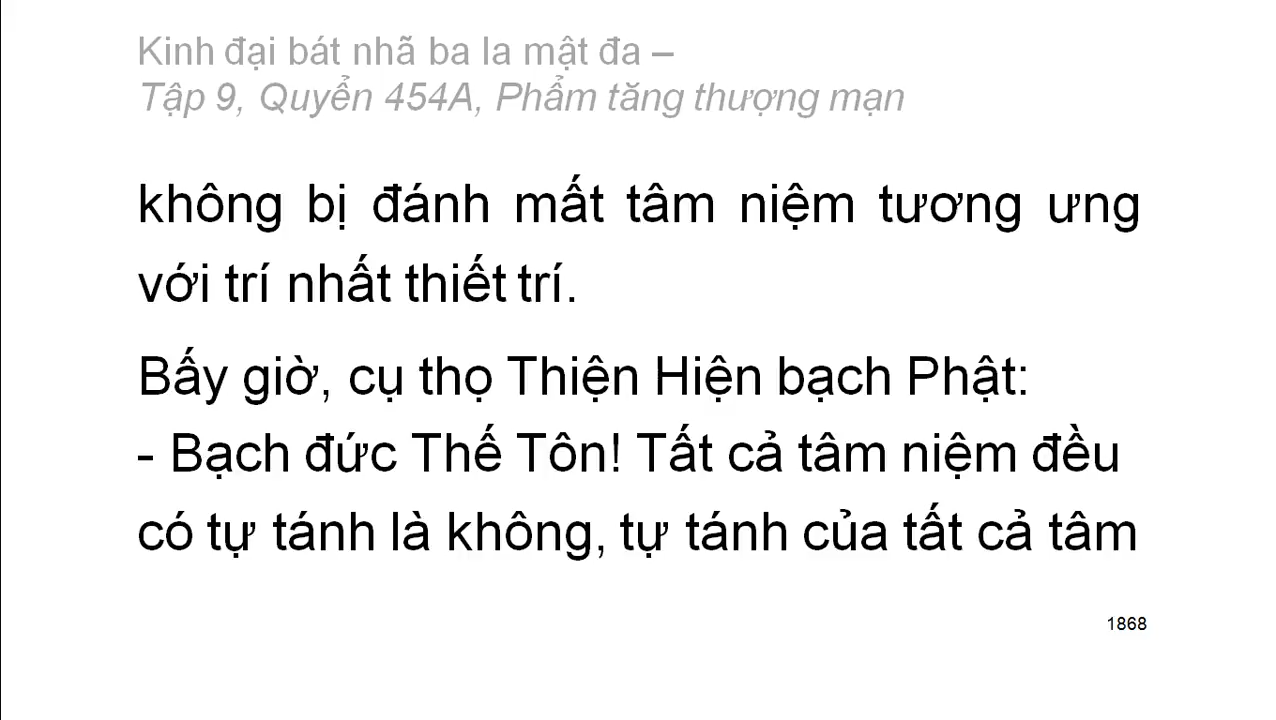 Kinh đại bát nhã ba la mật đa –
Tập 9, Quyển 454A, Phẩm tăng thượng mạn
không bị đánh mất tâm niệm tương ưng
với trí nhất thiết trí.
Bấy giờ, cụ thọ Thiện Hiện bạch Phật:
- Bạch đức Thế Tôn! Tất cả tâm niệm đều
có tự tánh là không, tự tánh của tất cả tâm
1868